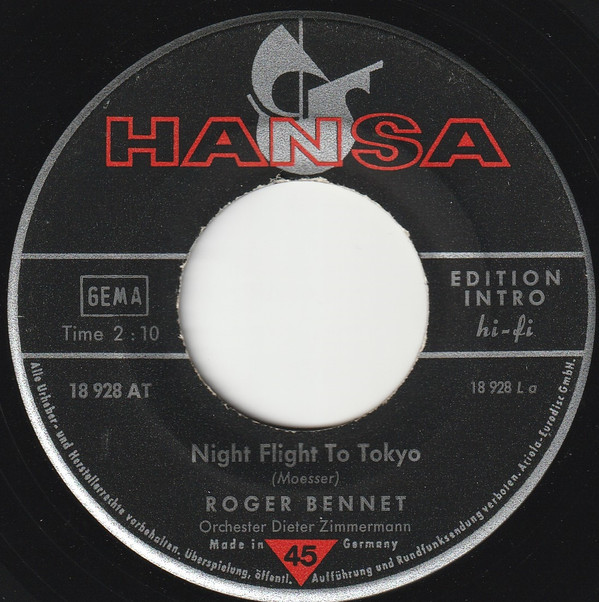 HANSA
GEMA
Time 2:10
EDITION
INTRO
hi-fi
18 928 AT
18 928 L a
Night Flight To Tokyo
(Moesser)
ROGER BENNET
Orchester Dieter Zimmermann
Made in Germany
45
Alle Urheber- und Herstellerrechte vorbehalten. Überspielung, öffentl. Aufführung und Rundfunksendung verboten. Ariola-Eurodisc GmbH.